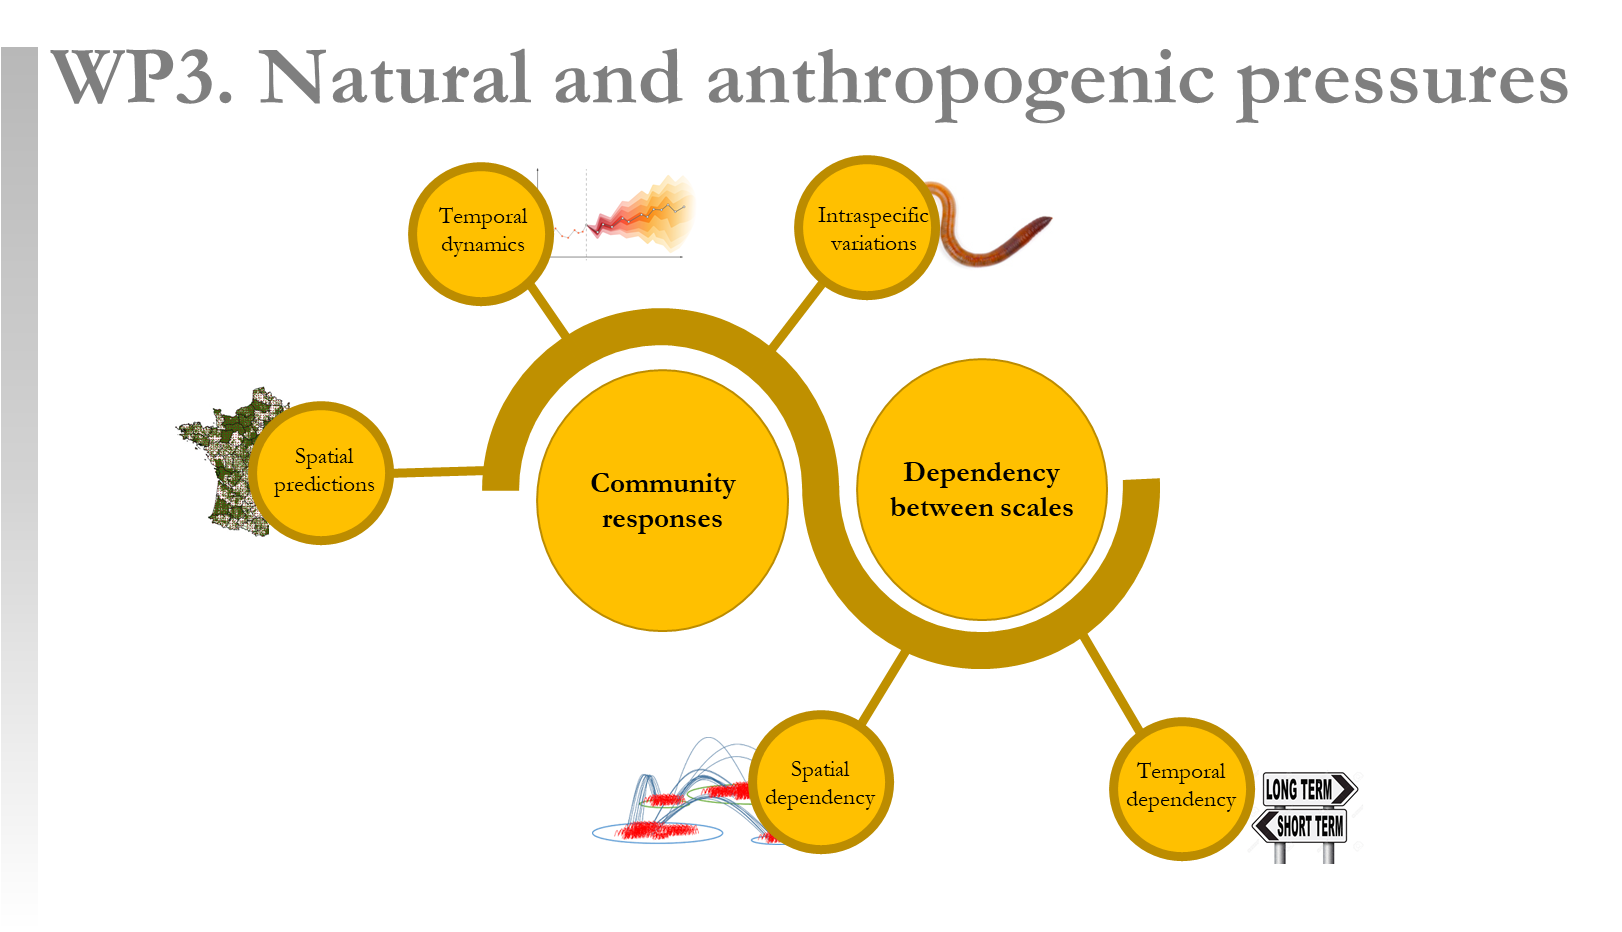 WP3. Natural and anthropogenic pressures
Temporal
dynamics
Intraspecific
variations
Spatial
predictions
Community
responses
Dependency
between scales
Spatial
dependency
Temporal
dependency
LONG TERM
SHORT TERM